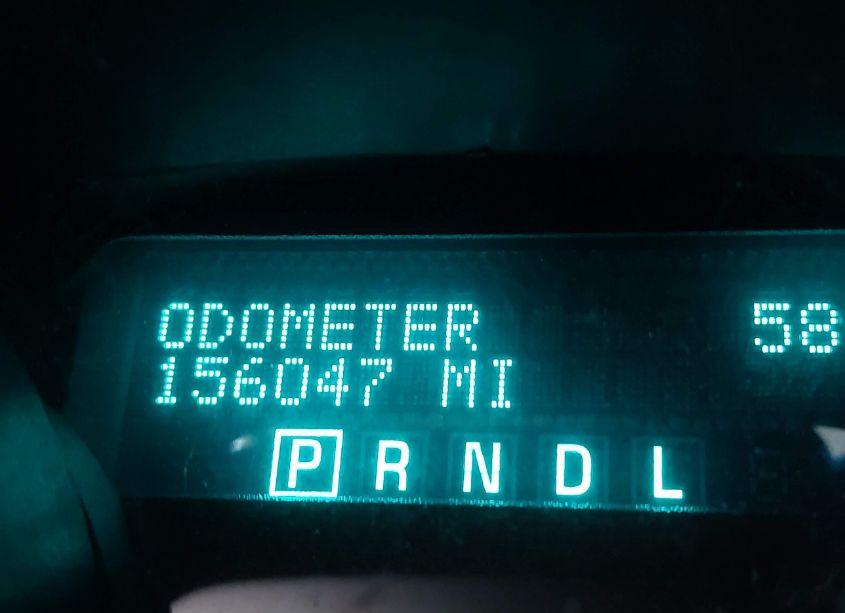 ODOMETER 58
156047 MI
P R N D L